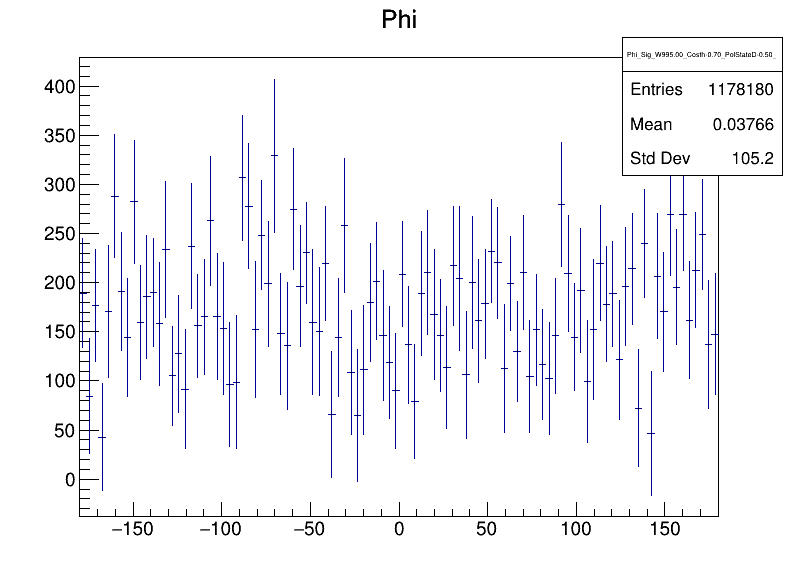 Phi
Phi_Sig_W995.00_Costh-0.70_PolStateD-0.50_
Entries 1178180
Mean 0.03766
Std Dev 105.2
400
350
300
250
200
150
100
50
0
−150 −100 −50 0 50 100 150